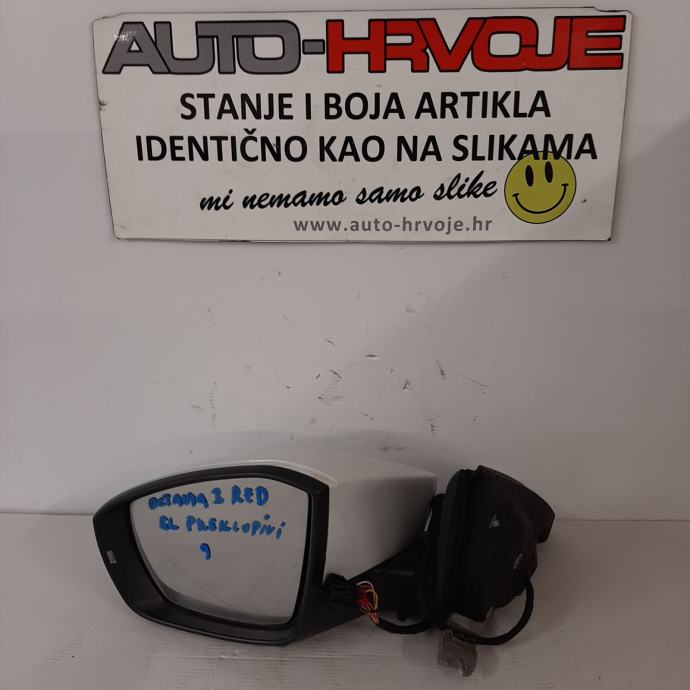 AUTO-HRVOJE
STANJE I BOJA ARTIKLA
IDENTIČNO KAO NA SLIKAMA
mi nemamo samo slike
www.auto-hrvoje.hr
OCTAVIA 3 RED
EL PREKLOPIVI
9